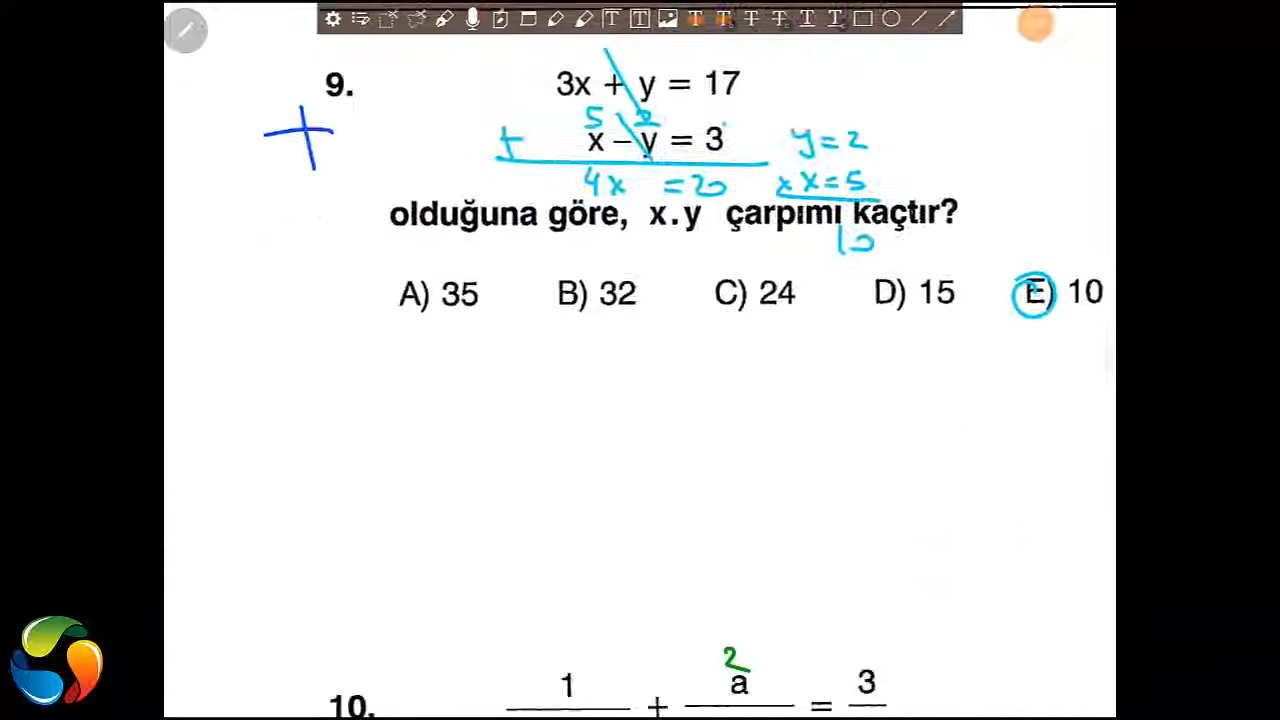 9.
3x + y = 17
5 2
+ x – y = 3
y = 2
4x = 20
x x = 5
olduğuna göre, x.y çarpımı kaçtır?
10
A) 35 B) 32 C) 24 D) 15 E) 10
2
10. 1 + a = 3